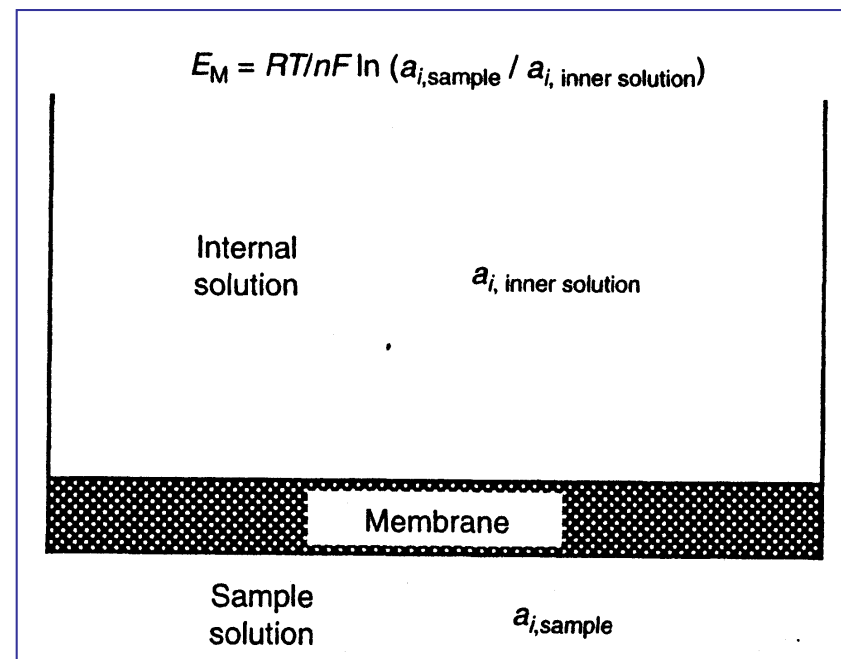 E_M = RT/nF ln (a_i,sample / a_i, inner solution)
Internal
solution
a_i, inner solution
Membrane
Sample
solution
a_i,sample